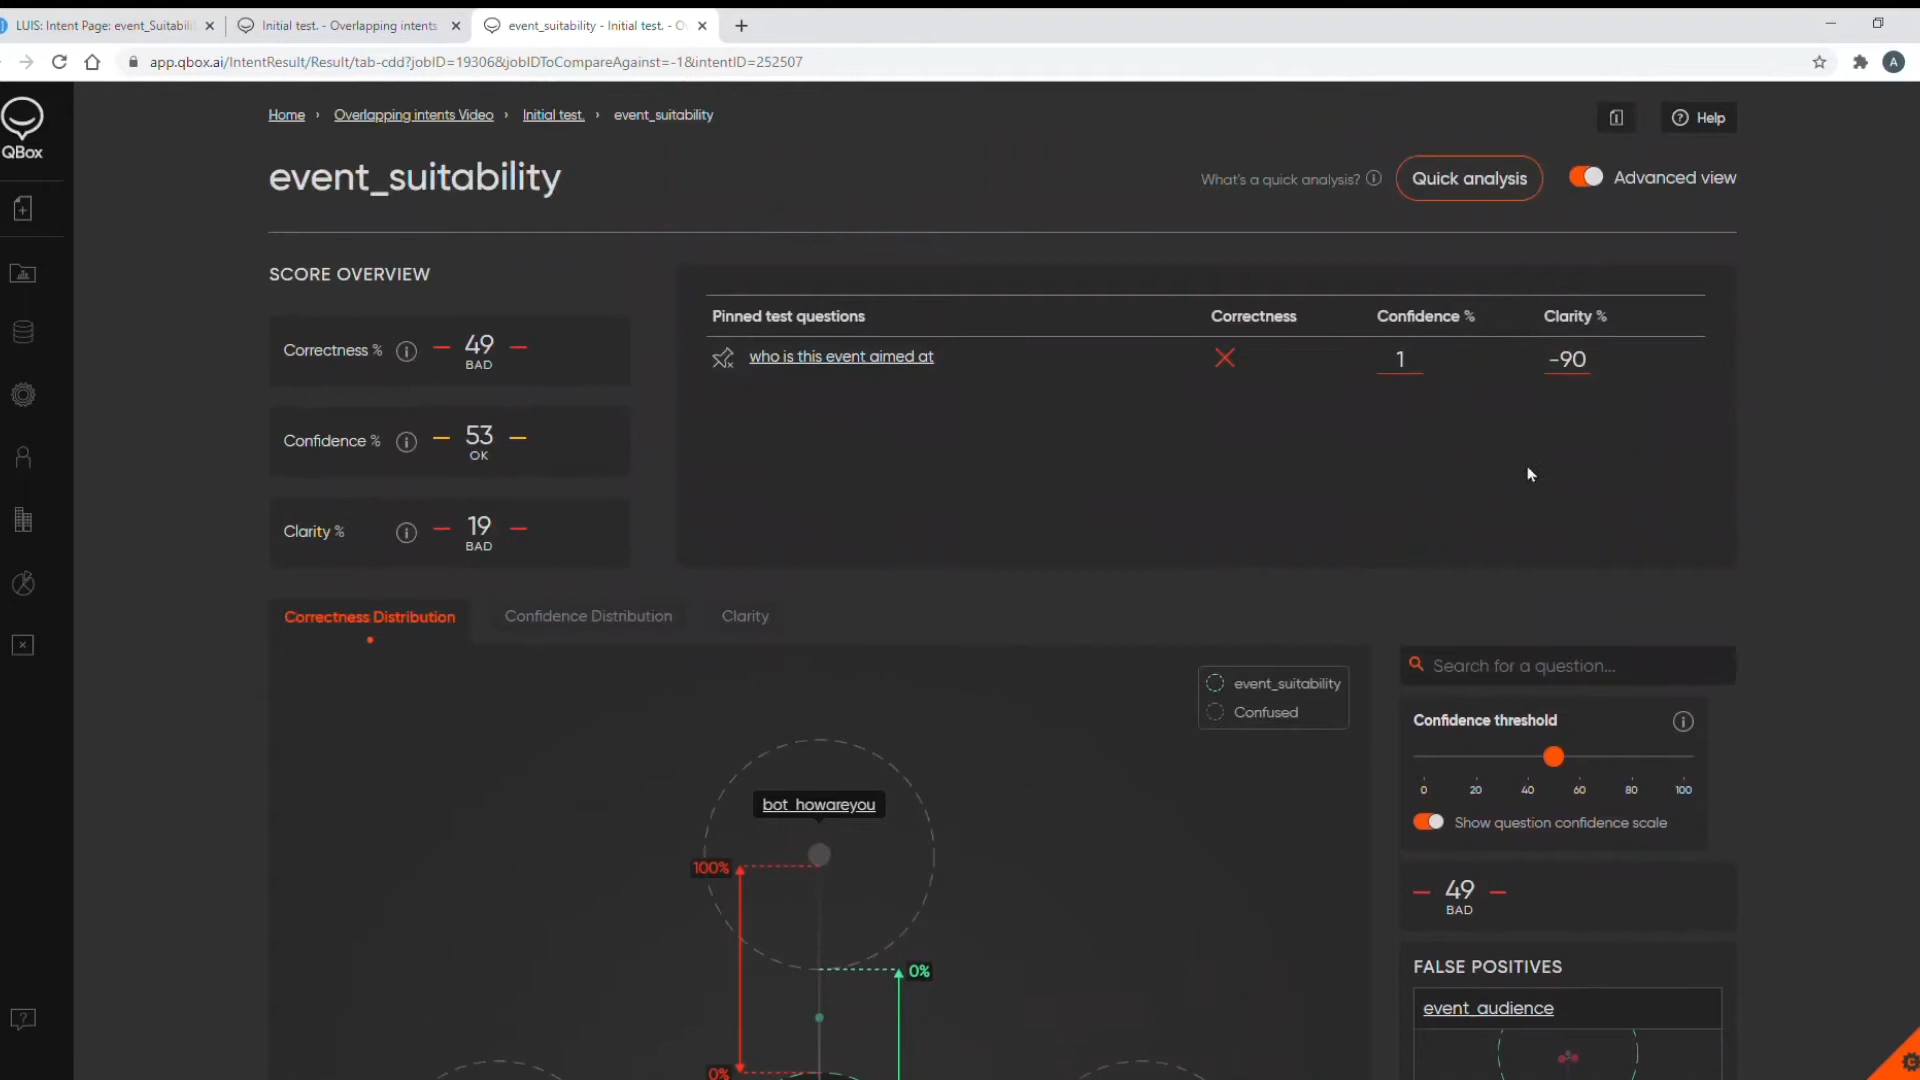 LUIS: Intent Page: event_Suitabili
Initial test. - Overlapping intents
event_suitability - Initial test. - O
app.qbox.ai/IntentResult/Result/tab-cdd?jobID=19306&jobIDToCompareAgainst=-1&intentID=252507
A
QBox
Home › Overlapping intents Video › Initial test. › event_suitability
Help
event_suitability
What's a quick analysis?
Quick analysis
Advanced view
SCORE OVERVIEW
Correctness % 49
BAD
Confidence % 53
OK
Clarity % 19
BAD
Pinned test questions Correctness Confidence % Clarity %
who is this event aimed at 1 -90
Correctness Distribution Confidence Distribution Clarity
event_suitability
Confused
bot_howareyou
100%
0%
0%
Search for a question...
Confidence threshold
0 20 40 60 80 100
Show question confidence scale
49
BAD
FALSE POSITIVES
event_audience